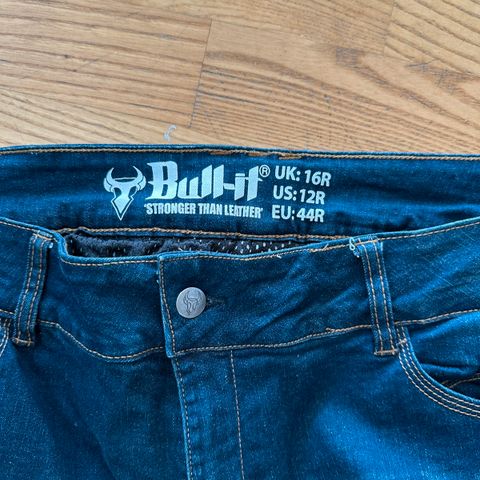 Bull-it®
'STRONGER THAN LEATHER'
UK: 16R
US: 12R
EU: 44R